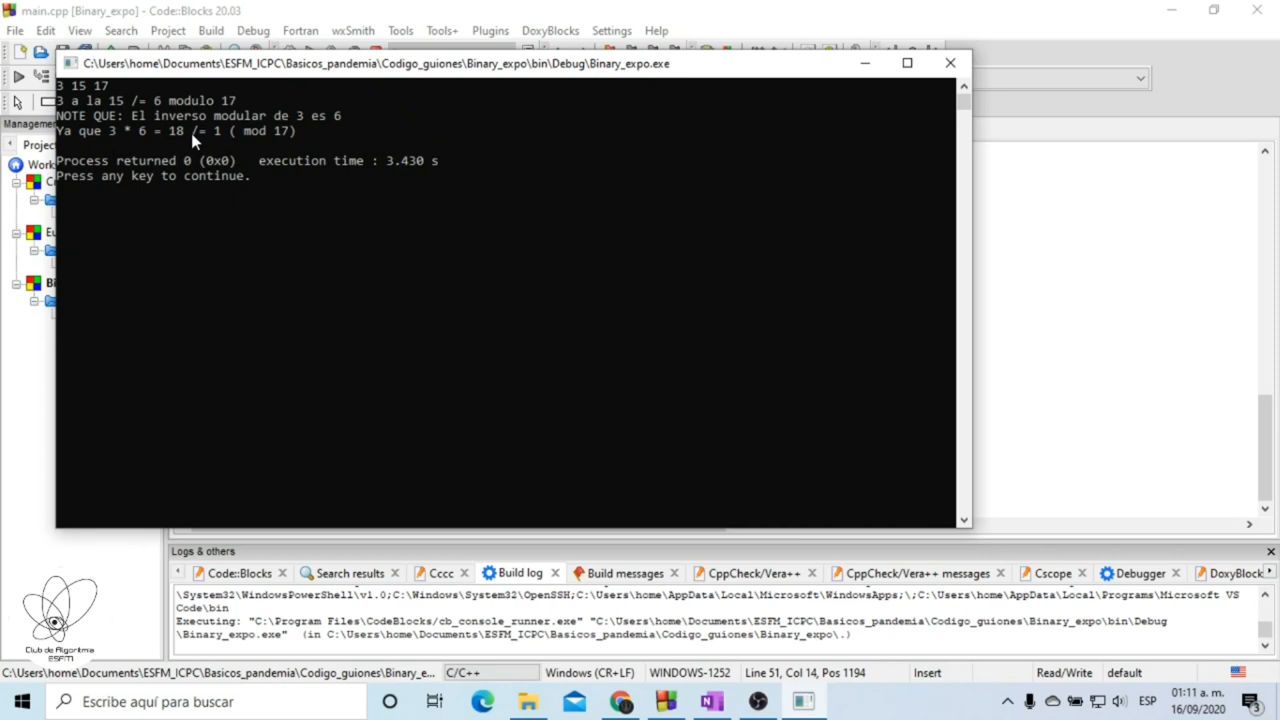 main.cpp [Binary_expo] - Code::Blocks 20.03
File Edit View Search Project Build Debug Fortran wxSmith Tools Tools+ Plugins DoxyBlocks Settings Help
C:\Users\home\Documents\ESFM_ICPC\Basicos_pandemia\Codigo_guiones\Binary_expo\bin\Debug\Binary_expo.exe
3 15 17
3 a la 15 /= 6 modulo 17
NOTE QUE: El inverso modular de 3 es 6
Ya que 3 * 6 = 18 /= 1 ( mod 17)
Process returned 0 (0x0) execution time : 3.430 s
Press any key to continue.
Managemen
Projec
Work
C
Eu
Bi
Logs & others
Code::Blocks Search results Cccc Build log Build messages CppCheck/Vera++ CppCheck/Vera++ messages Cscope Debugger DoxyBlock
\System32\WindowsPowerShell\v1.0;C:\Windows\System32\OpenSSH;C:\Users\home\AppData\Local\Microsoft\WindowsApps;\;C:\Users\home\AppData\Local\Programs\Microsoft VS
Code\bin
Executing: "C:\Program Files\CodeBlocks/cb_console_runner.exe" "C:\Users\home\Documents\ESFM_ICPC\Basicos_pandemia\Codigo_guiones\Binary_expo\bin\Debug
\Binary_expo.exe" (in C:\Users\home\Documents\ESFM_ICPC\Basicos_pandemia\Codigo_guiones\Binary_expo\.)
Club de Algoritmia
ESFM
C:\Users\home\Documents\ESFM_ICPC\Basicos_pandemia\Codigo_guiones\Binary_e... C/C++ Windows (CR+LF) WINDOWS-1252 Line 51, Col 14, Pos 1194 Insert Read/Write default
Escribe aquí para buscar
ESP
01:11 a. m.
16/09/2020
3